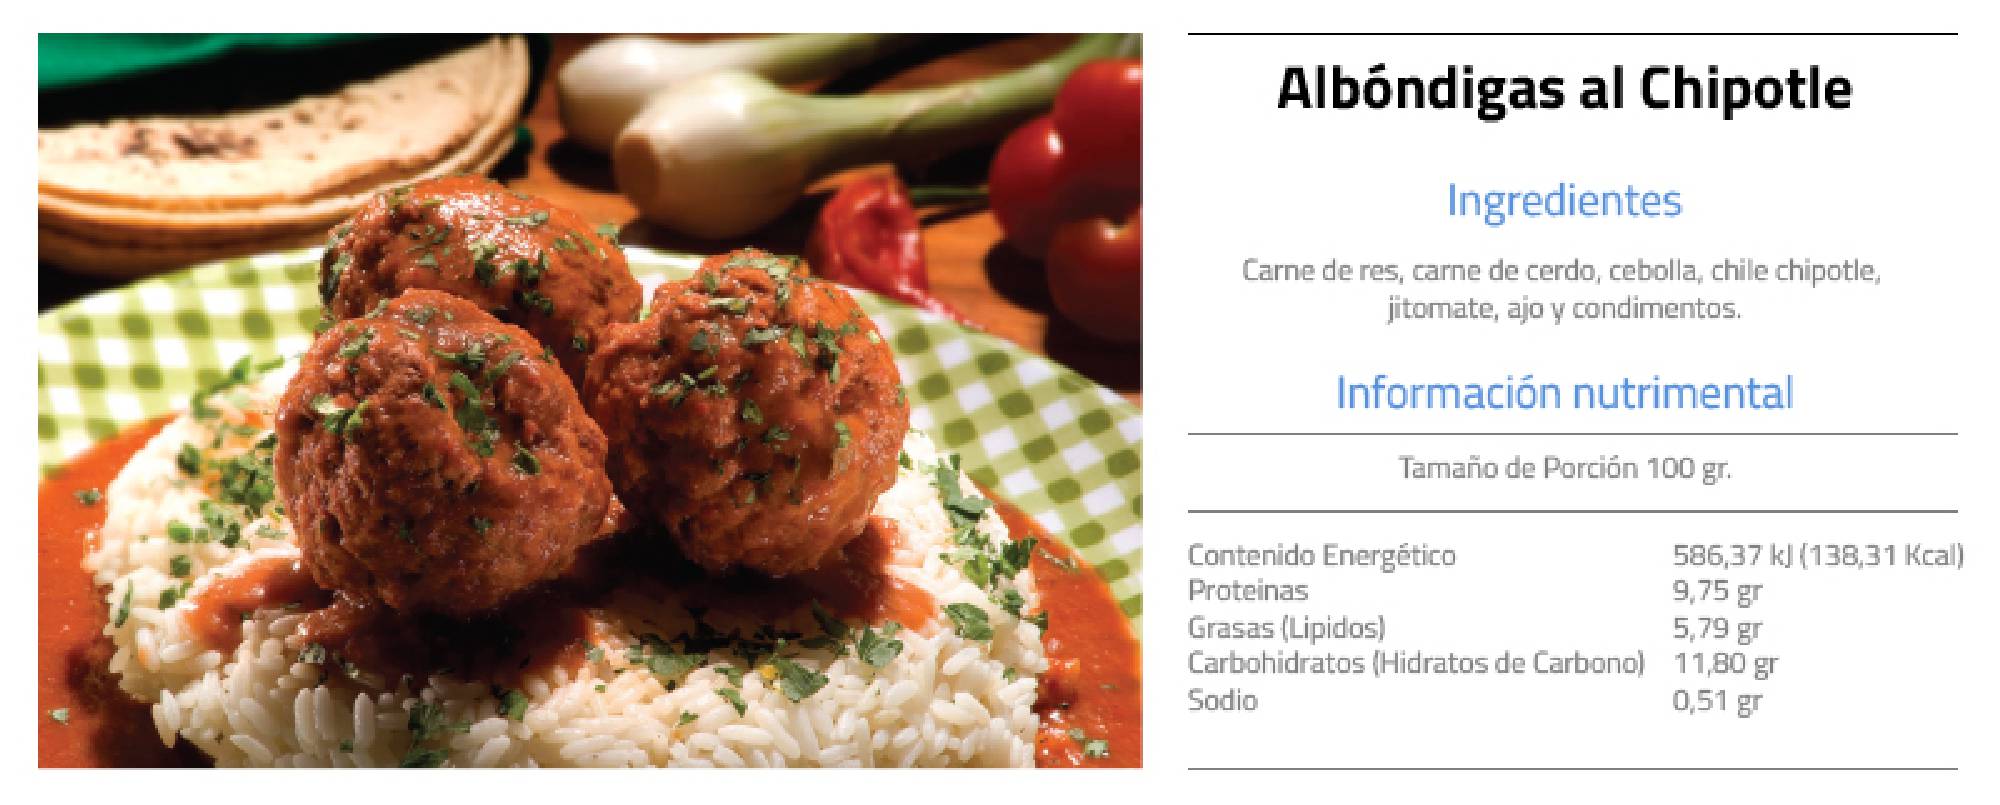 Albóndigas al Chipotle
Ingredientes
Carne de res, carne de cerdo, cebolla, chile chipotle,
jitomate, ajo y condimentos.
Información nutrimental
Tamaño de Porción 100 gr.
Contenido Energético 586,37 kJ (138,31 Kcal)
Proteinas 9,75 gr
Grasas (Lipidos) 5,79 gr
Carbohidratos (Hidratos de Carbono) 11,80 gr
Sodio 0,51 gr